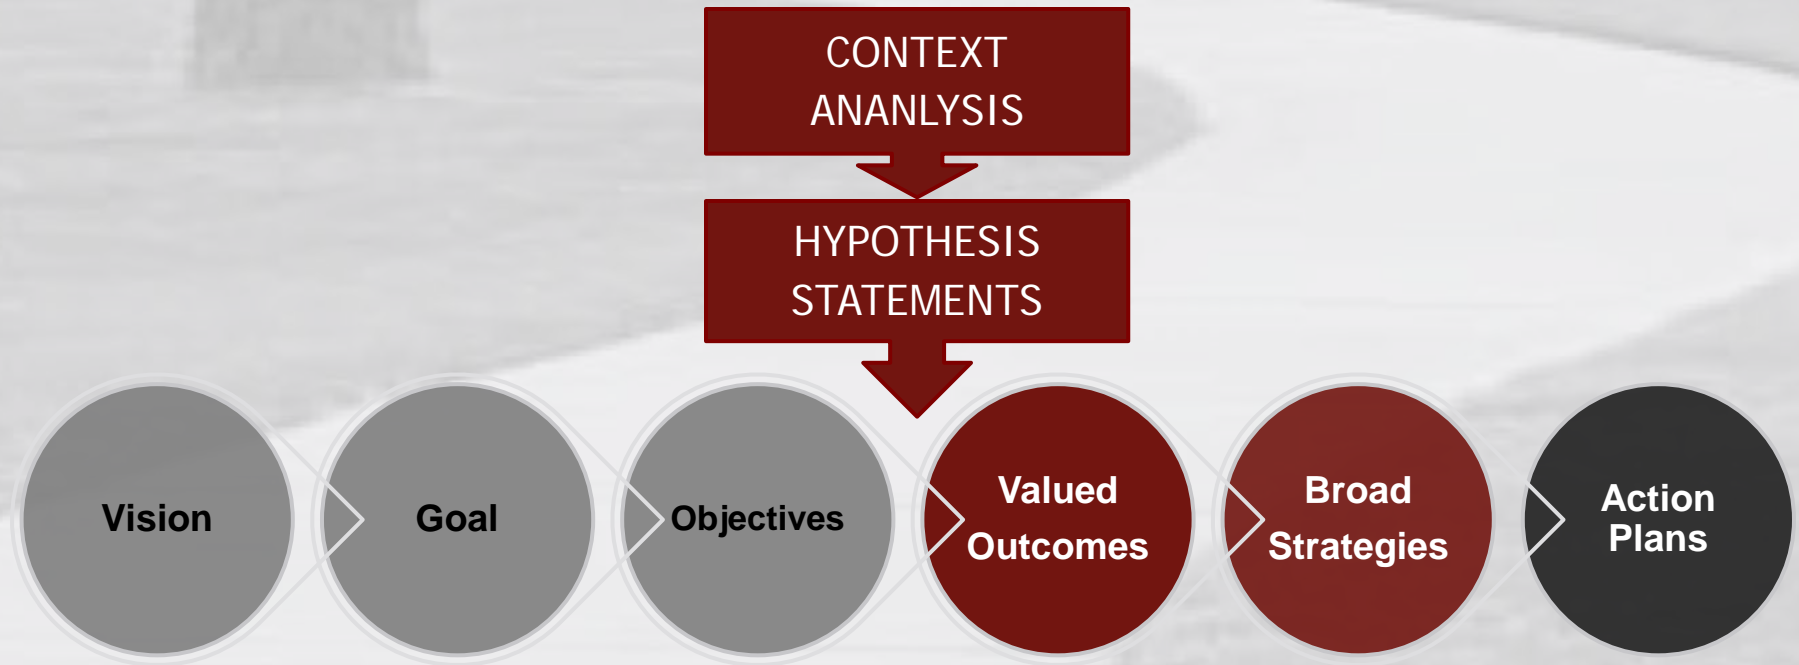 CONTEXT
ANANLYSIS
HYPOTHESIS
STATEMENTS
Vision
Goal
Objectives
Valued
Outcomes
Broad
Strategies
Action
Plans